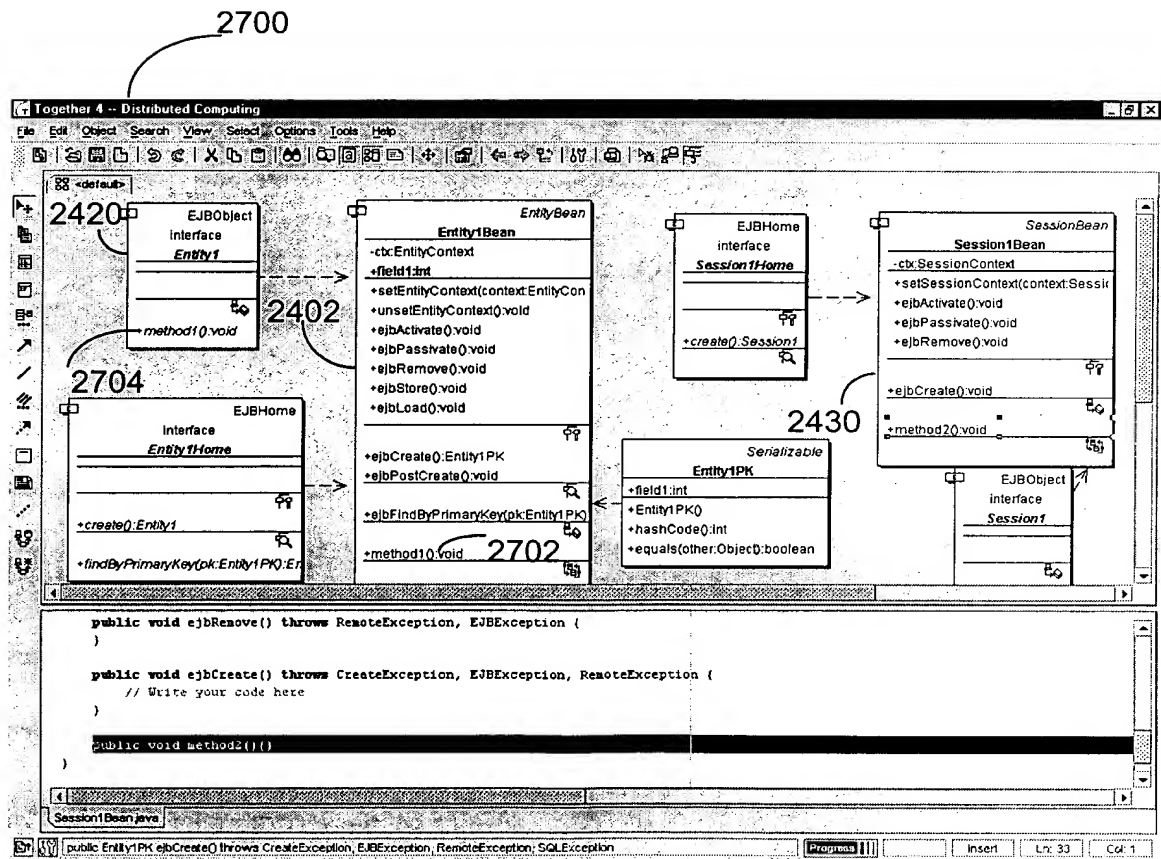 2700
Together 4 -- Distributed Computing
File Edit Object Search View Select Options Tools Help
<default>
2420
EJBObject
interface
Entity1
+method1():void
2704
EJBHome
interface
Entity1Home
+create():Entity1
+findByPrimaryKey(pk:Entity1PK):En
EntityBean
Entity1Bean
-ctx:EntityContext
+field1:int
2402
+setEntityContext(context:EntityCon
+unsetEntityContext():void
+ejbActivate():void
+ejbPassivate():void
+ejbRemove():void
+ejbStore():void
+ejbLoad():void
+ejbCreate():Entity1PK
+ejbPostCreate():void
+ejbFindByPrimaryKey(pk:Entity1PK)
+method1():void
2702
EJBHome
interface
Session1Home
+create():Session1
Serializable
Entity1PK
+field1:int
+Entity1PK()
+hashCode():int
+equals(other:Object):boolean
SessionBean
Session1Bean
-ctx:SessionContext
+setSessionContext(context:Sessic
+ejbActivate():void
+ejbPassivate():void
+ejbRemove():void
2430
+ejbCreate():void
+method2():void
EJBObject
interface
Session1
public void ejbRemove() throws RemoteException, EJBException {
}
public void ejbCreate() throws CreateException, EJBException, RemoteException {
// Write your code here
}
public void method2(){}
}
Session1Bean.java
public Entity1PK ejbCreate() throws CreateException, EJBException, RemoteException, SQLException
Progress
Insert
Ln: 33
Col: 1